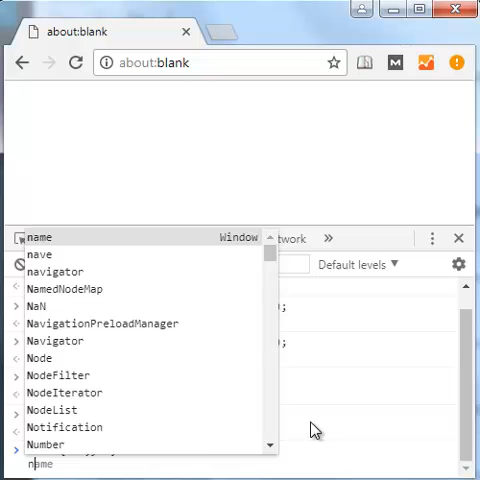 about:blank
about:blank
name Window
nave
navigator
NamedNodeMap
NaN
NavigationPreloadManager
Navigator
Node
NodeFilter
NodeIterator
NodeList
Notification
Number
twork
Default levels
);
);
name